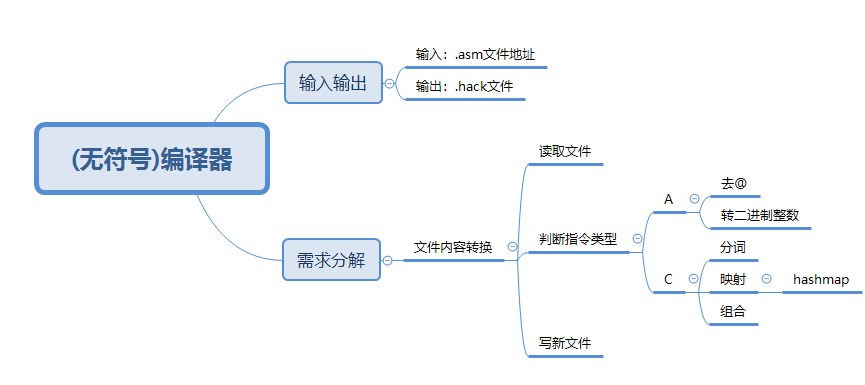 (无符号)编译器
输入输出
输入：.asm文件地址
输出：.hack文件
需求分解
文件内容转换
读取文件
判断指令类型
A
去@
转二进制整数
C
分词
映射
hashmap
组合
写新文件